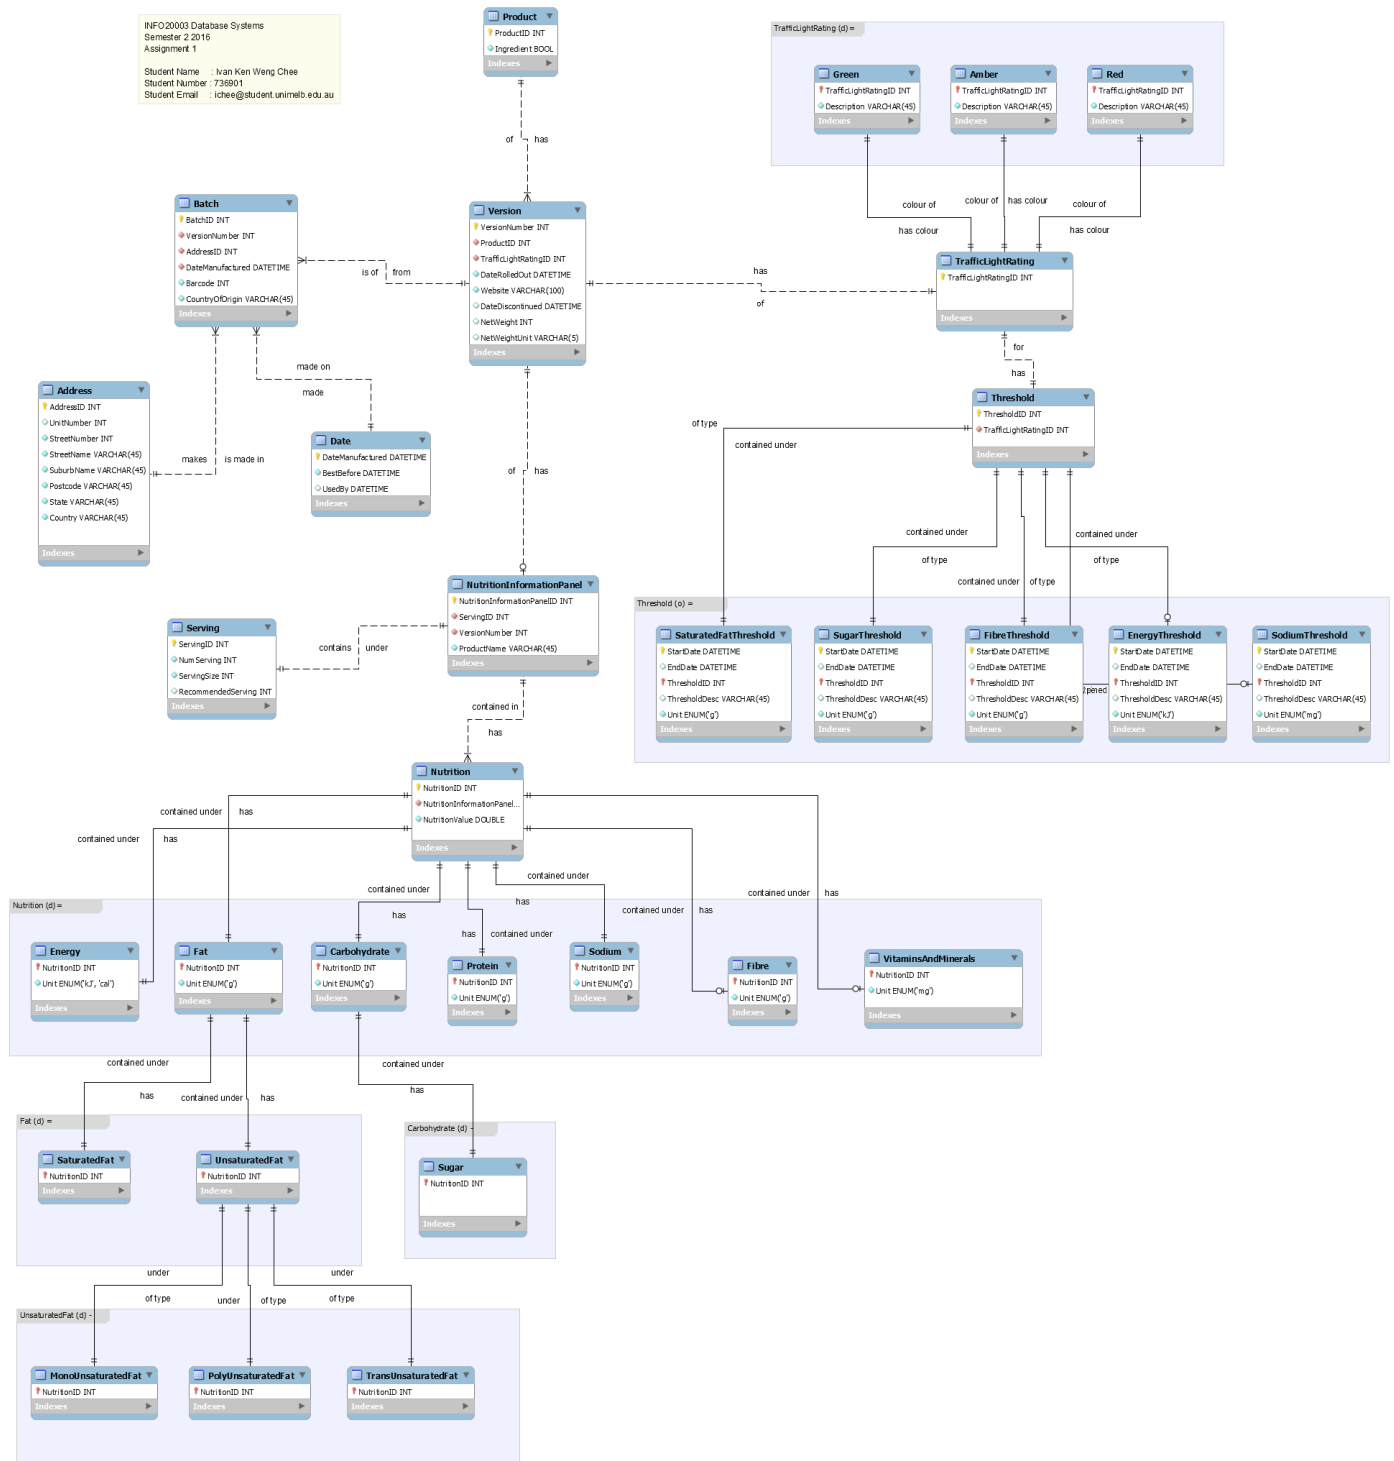 INFO20003 Database Systems
Semester 2 2016
Assignment 1
Student Name : Ivan Ken Weng Chee
Student Number : 736901
Student Email : ichee@student.unimelb.edu.au
Product
ProductID INT
Ingredient BOOL
Indexes
of has
TrafficLightRating (d) =
Green
TrafficLightRatingID INT
Description VARCHAR(45)
Indexes
Amber
TrafficLightRatingID INT
Description VARCHAR(45)
Indexes
Red
TrafficLightRatingID INT
Description VARCHAR(45)
Indexes
colour of
has colour
colour of
has colour
colour of
has colour
Batch
BatchID INT
VersionNumber INT
AddressID INT
DateManufactured DATETIME
Barcode INT
CountryOfOrigin VARCHAR(45)
Indexes
is of from
Version
VersionNumber INT
ProductID INT
TrafficLightRatingID INT
DateRolledOut DATETIME
Website VARCHAR(100)
DateDiscontinued DATETIME
NetWeight INT
NetWeightUnit VARCHAR(5)
Indexes
has
of
TrafficLightRating
TrafficLightRatingID INT
Indexes
for
has
Address
AddressID INT
UnitNumber INT
StreetNumber INT
StreetName VARCHAR(45)
SuburbName VARCHAR(45)
Postcode VARCHAR(45)
State VARCHAR(45)
Country VARCHAR(45)
Indexes
makes is made in
made on
made
Date
DateManufactured DATETIME
BestBefore DATETIME
UsedBy DATETIME
Indexes
of has
Threshold
ThresholdID INT
TrafficLightRatingID INT
Indexes
of type
contained under
contained under
of type
contained under
of type
contained under
of type
NutritionInformationPanel
NutritionInformationPanelID INT
ServingID INT
VersionNumber INT
ProductName VARCHAR(45)
Indexes
Serving
ServingID INT
NumServing INT
ServingSize INT
RecommendedServing INT
Indexes
contains under
Threshold (o) =
SaturatedFatThreshold
StartDate DATETIME
EndDate DATETIME
ThresholdID INT
ThresholdDesc VARCHAR(45)
Unit ENUM('g')
Indexes
SugarThreshold
StartDate DATETIME
EndDate DATETIME
ThresholdID INT
ThresholdDesc VARCHAR(45)
Unit ENUM('g')
Indexes
FibreThreshold
StartDate DATETIME
EndDate DATETIME
ThresholdID INT
ThresholdDesc VARCHAR(45)
Unit ENUM('g')
Indexes
EnergyThreshold
StartDate DATETIME
EndDate DATETIME
ThresholdID INT
ThresholdDesc VARCHAR(45)
Unit ENUM('kJ')
Indexes
SodiumThreshold
StartDate DATETIME
EndDate DATETIME
ThresholdID INT
ThresholdDesc VARCHAR(45)
Unit ENUM('mg')
Indexes
contained in
has
Nutrition
NutritionID INT
NutritionInformationPanel...
NutritionValue DOUBLE
Indexes
contained under has
contained under has
contained under
has
has contained under
contained under
has
contained under has
contained under has
Nutrition (d) =
Energy
NutritionID INT
Unit ENUM('kJ', 'cal')
Indexes
Fat
NutritionID INT
Unit ENUM('g')
Indexes
Carbohydrate
NutritionID INT
Unit ENUM('g')
Indexes
Protein
NutritionID INT
Unit ENUM('g')
Indexes
Sodium
NutritionID INT
Unit ENUM('g')
Indexes
Fibre
NutritionID INT
Unit ENUM('g')
Indexes
VitaminsAndMinerals
NutritionID INT
Unit ENUM('mg')
Indexes
contained under
has
contained under has
contained under
has
Fat (d) =
SaturatedFat
NutritionID INT
Indexes
UnsaturatedFat
NutritionID INT
Indexes
Carbohydrate (d) -
Sugar
NutritionID INT
Indexes
under
of type
under of type
under
of type
UnsaturatedFat (d) -
MonoUnsaturatedFat
NutritionID INT
Indexes
PolyUnsaturatedFat
NutritionID INT
Indexes
TransUnsaturatedFat
NutritionID INT
Indexes